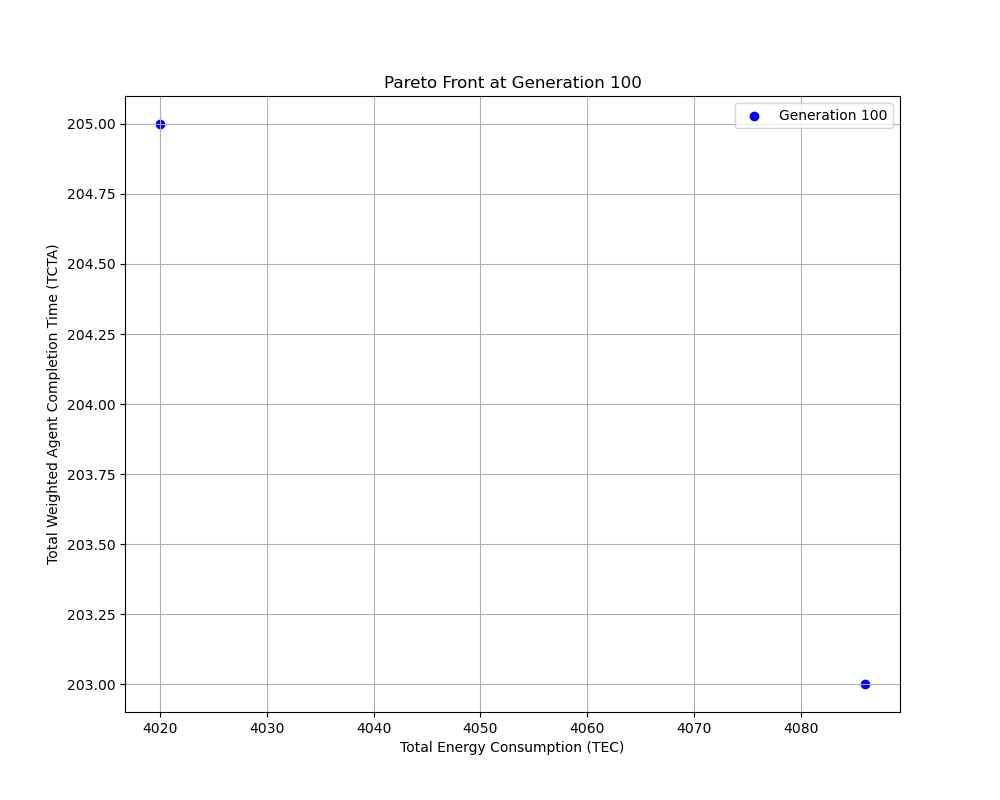 Pareto Front at Generation 100
Generation 100
Total Weighted Agent Completion Time (TCTA)
205.00
204.75
204.50
204.25
204.00
203.75
203.50
203.25
203.00
4020 4030 4040 4050 4060 4070 4080
Total Energy Consumption (TEC)